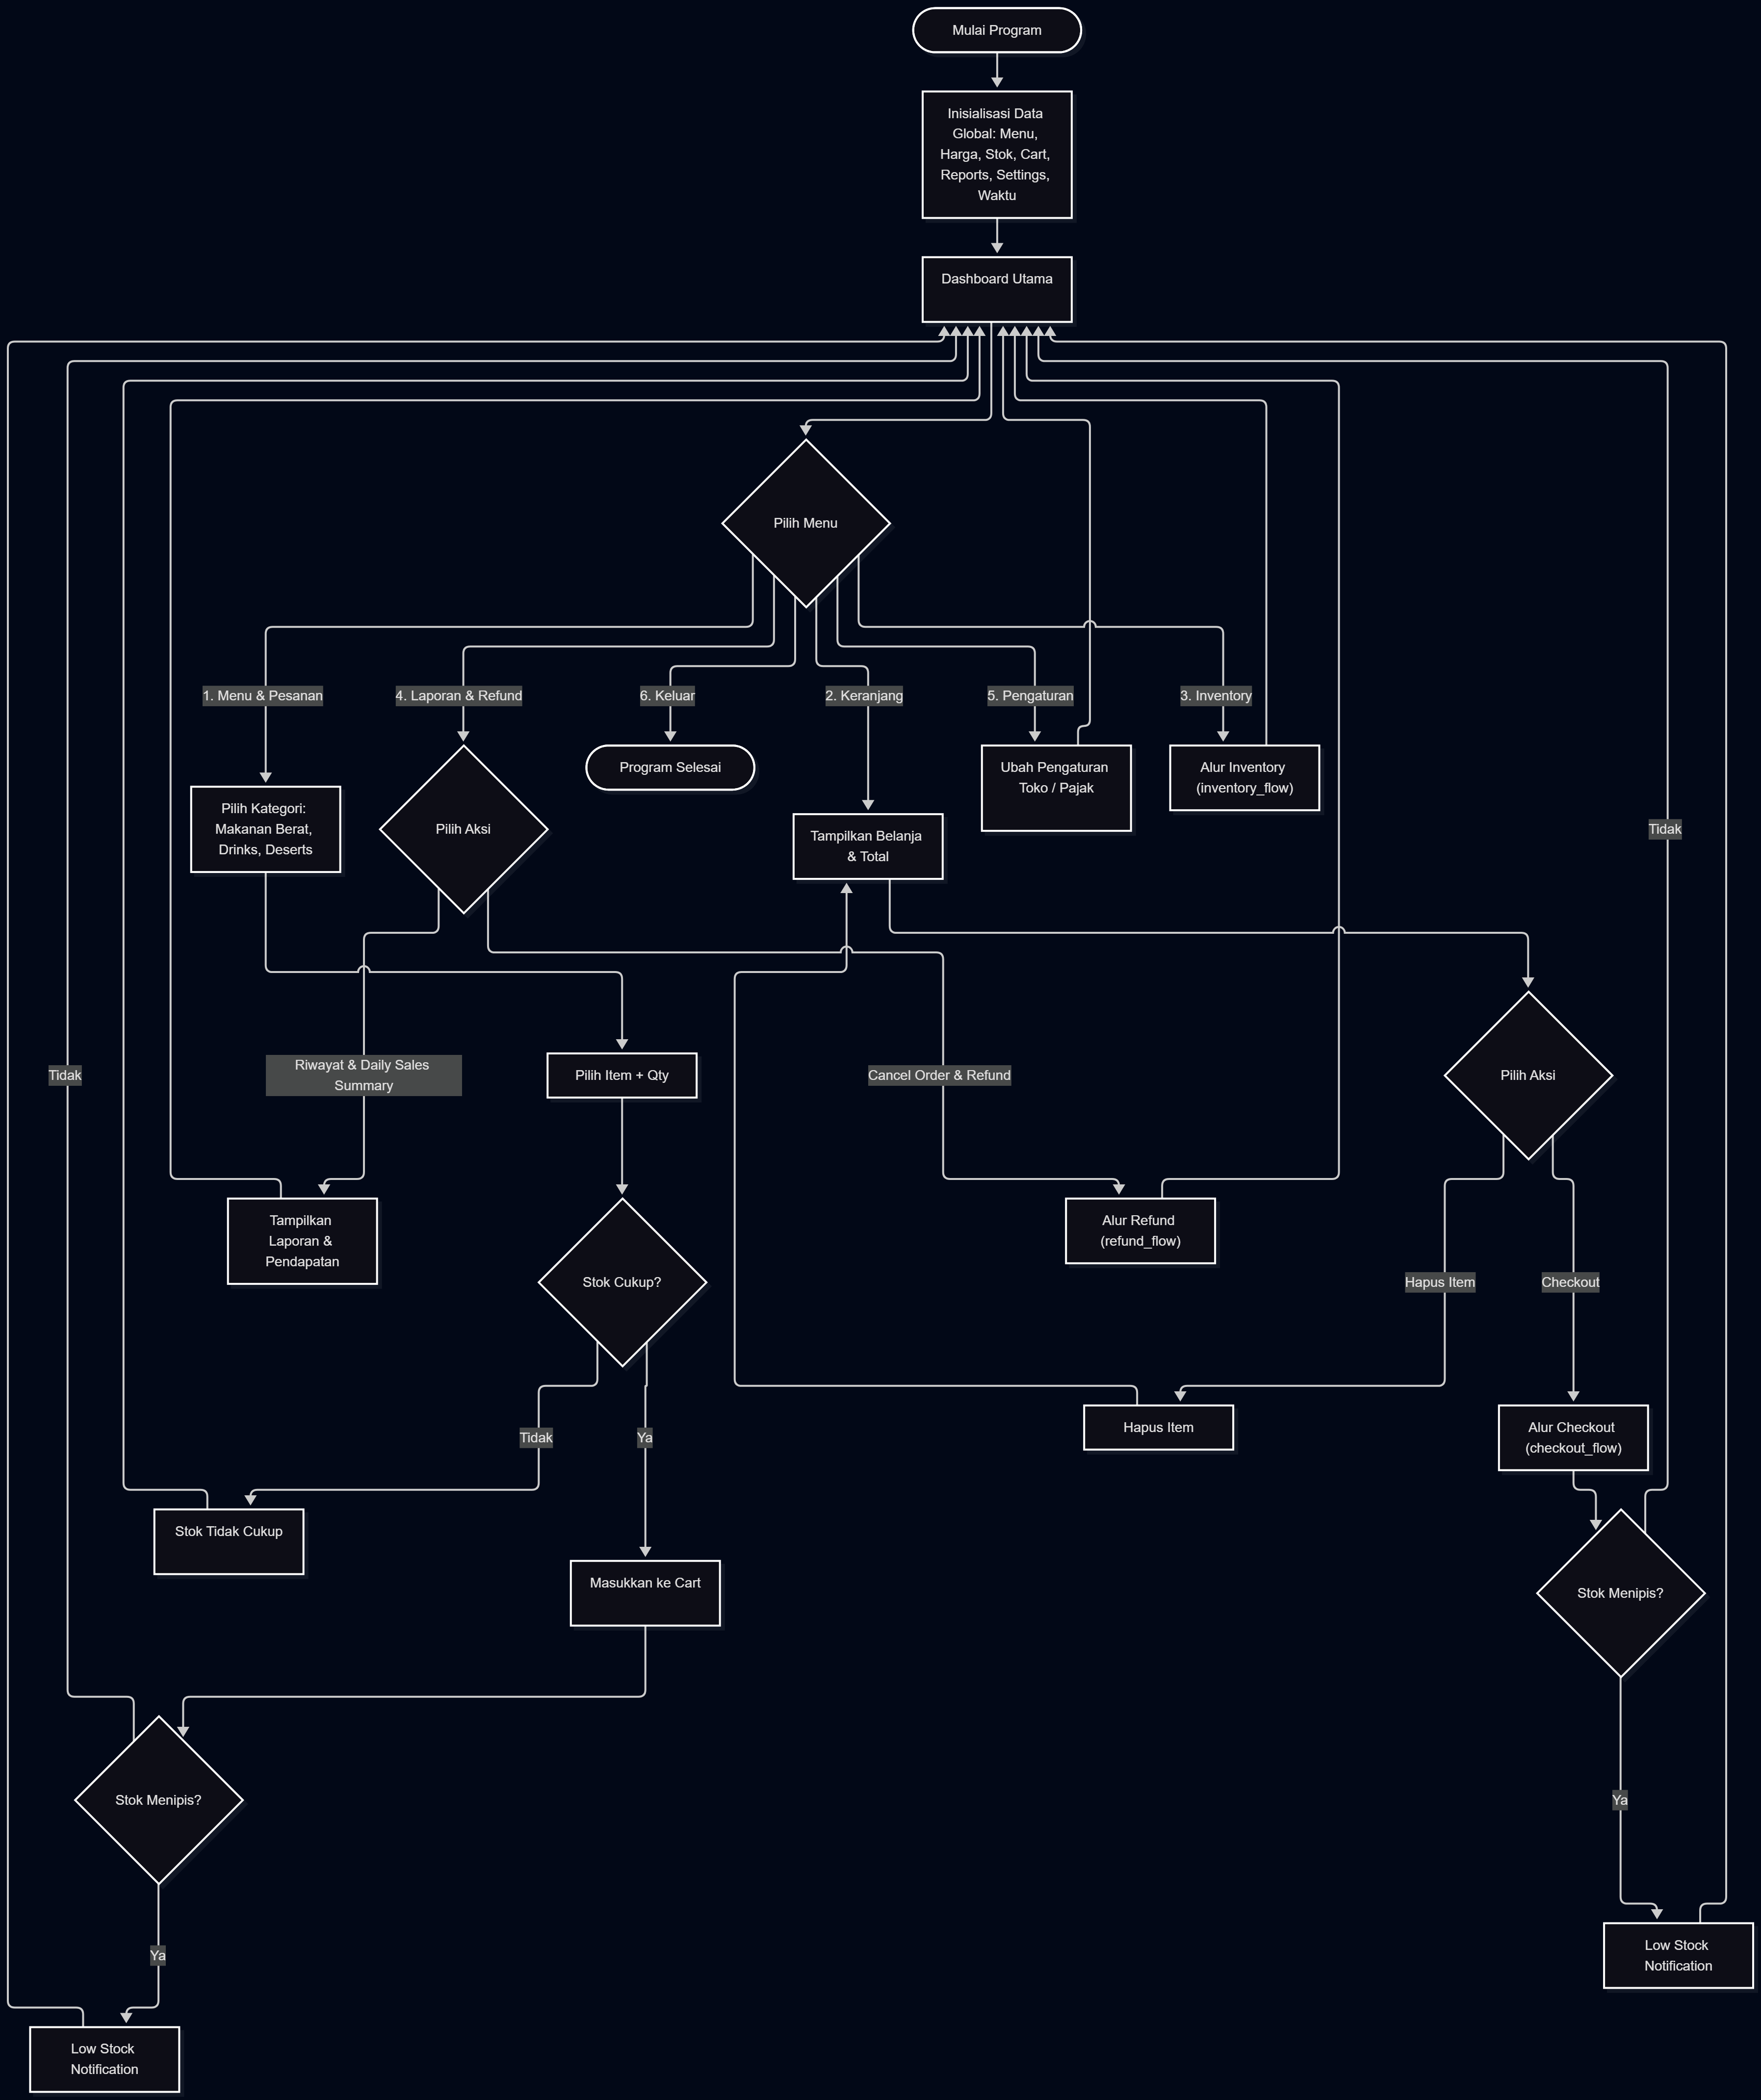 Mulai Program
Inisialisasi Data
Global: Menu,
Harga, Stok, Cart,
Reports, Settings,
Waktu
Dashboard Utama
Pilih Menu
1. Menu & Pesanan
4. Laporan & Refund
6. Keluar
2. Keranjang
5. Pengaturan
3. Inventory
Pilih Kategori:
Makanan Berat,
Drinks, Deserts
Pilih Aksi
Program Selesai
Tampilkan Belanja
& Total
Ubah Pengaturan
Toko / Pajak
Alur Inventory
(inventory_flow)
Tidak
Tidak
Riwayat & Daily Sales
Summary
Pilih Item + Qty
Cancel Order & Refund
Pilih Aksi
Tampilkan
Laporan &
Pendapatan
Stok Cukup?
Alur Refund
(refund_flow)
Hapus Item
Checkout
Tidak
Ya
Hapus Item
Alur Checkout
(checkout_flow)
Stok Tidak Cukup
Masukkan ke Cart
Stok Menipis?
Stok Menipis?
Ya
Ya
Low Stock
Notification
Low Stock
Notification